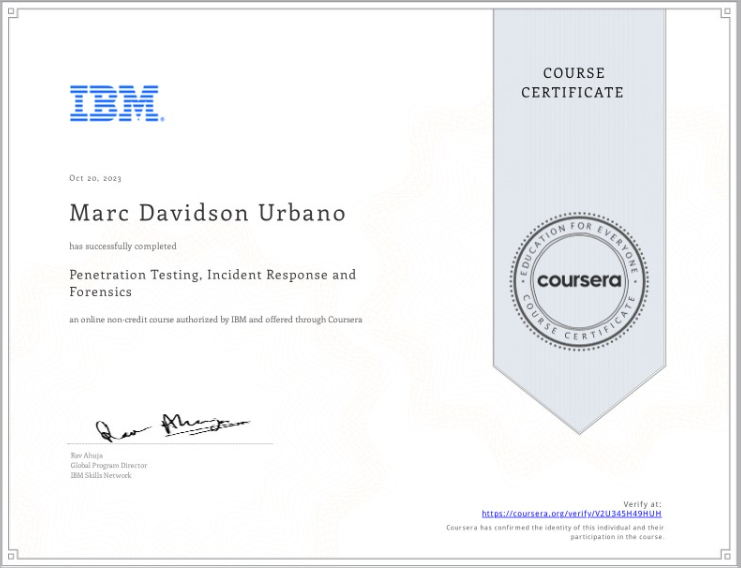 COURSE
CERTIFICATE
IBM
Oct 20, 2023
Marc Davidson Urbano
has successfully completed
Penetration Testing, Incident Response and
Forensics
an online non-credit course authorized by IBM and offered through Coursera
EDUCATION FOR EVERYONE
coursera
COURSE CERTIFICATE
Rav Ahuja
Rav Ahuja
Global Program Director
IBM Skills Network
Verify at:
https://coursera.org/verify/V2U345H49HUH
Coursera has confirmed the identity of this individual and their
participation in the course.